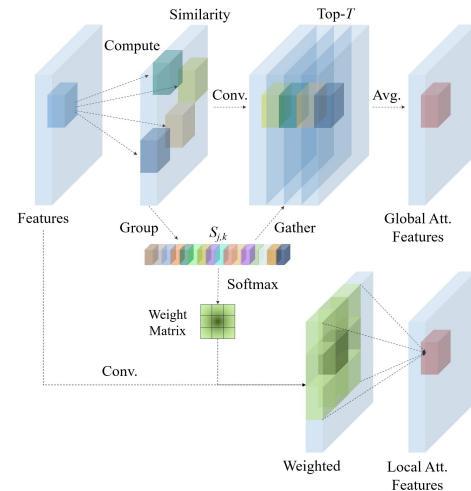 Similarity
Top-T
Compute
Conv.
Avg.
Features
Group
S_{j,k}
Gather
Global Att.
Features
Softmax
Weight
Matrix
Conv.
Weighted
Local Att.
Features